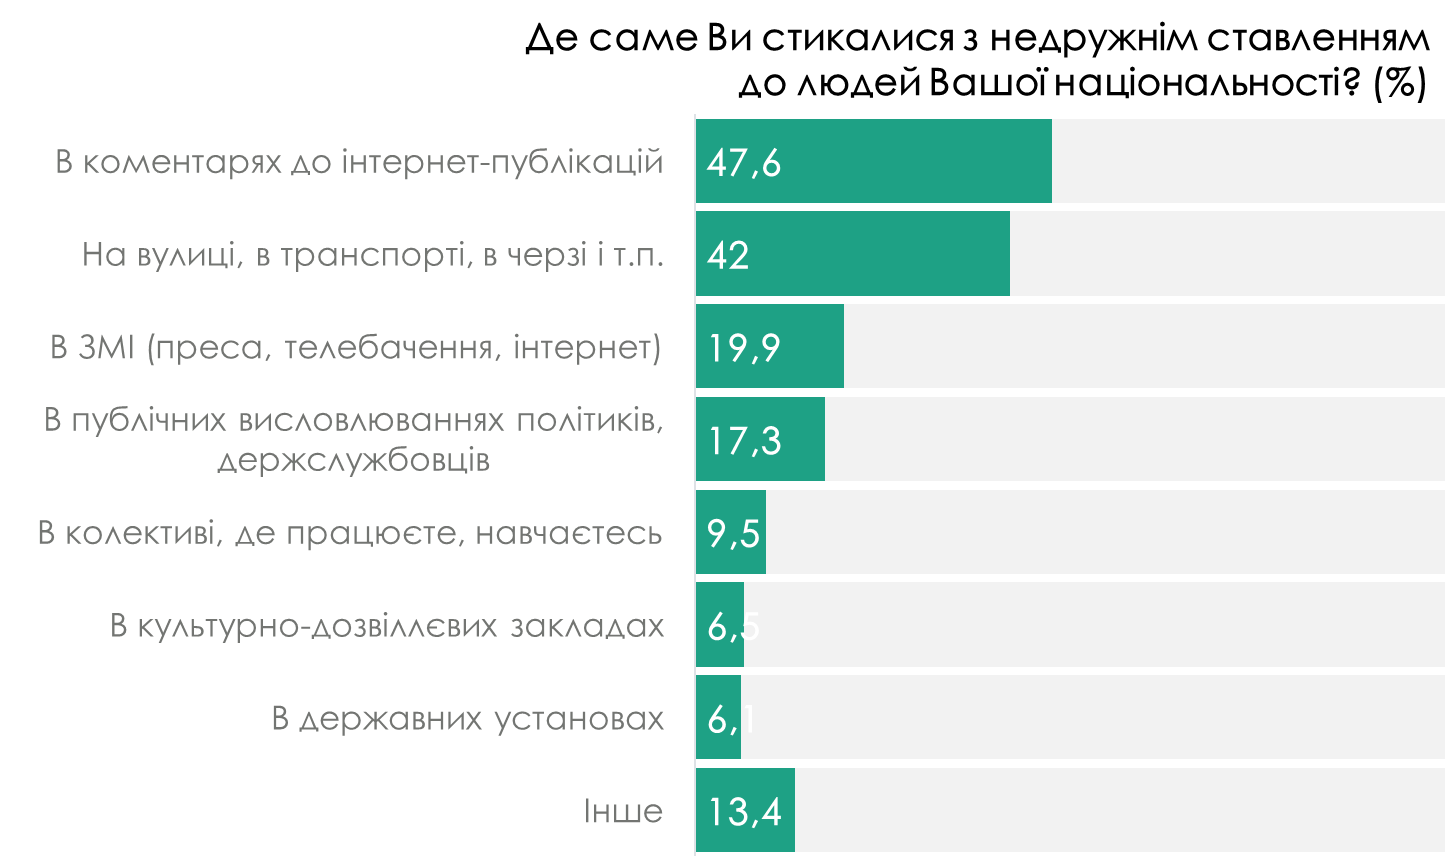 Де саме Ви стикалися з недружнім ставленням
до людей Вашої національності? (%)
В коментарях до інтернет-публікацій
47,6
На вулиці, в транспорті, в черзі і т.п.
42
В ЗМІ (преса, телебачення, інтернет)
19,9
В публічних висловлюваннях політиків,
держслужбовців
17,3
В колективі, де працюєте, навчаєтесь
9,5
В культурно-дозвіллєвих закладах
6,5
В державних установах
6,1
Інше
13,4